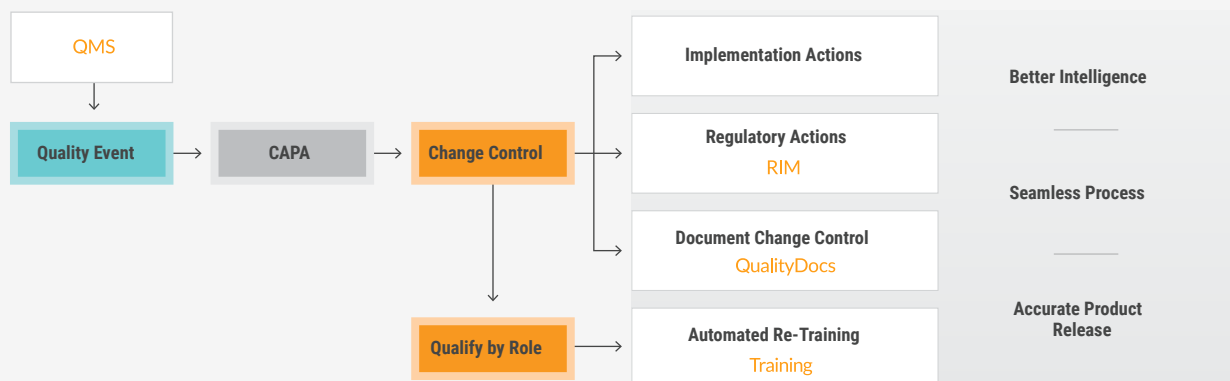 QMS
Quality Event
CAPA
Change Control
Qualify by Role
Implementation Actions
Regulatory Actions
RIM
Document Change Control
QualityDocs
Automated Re-Training
Training
Better Intelligence
Seamless Process
Accurate Product
Release